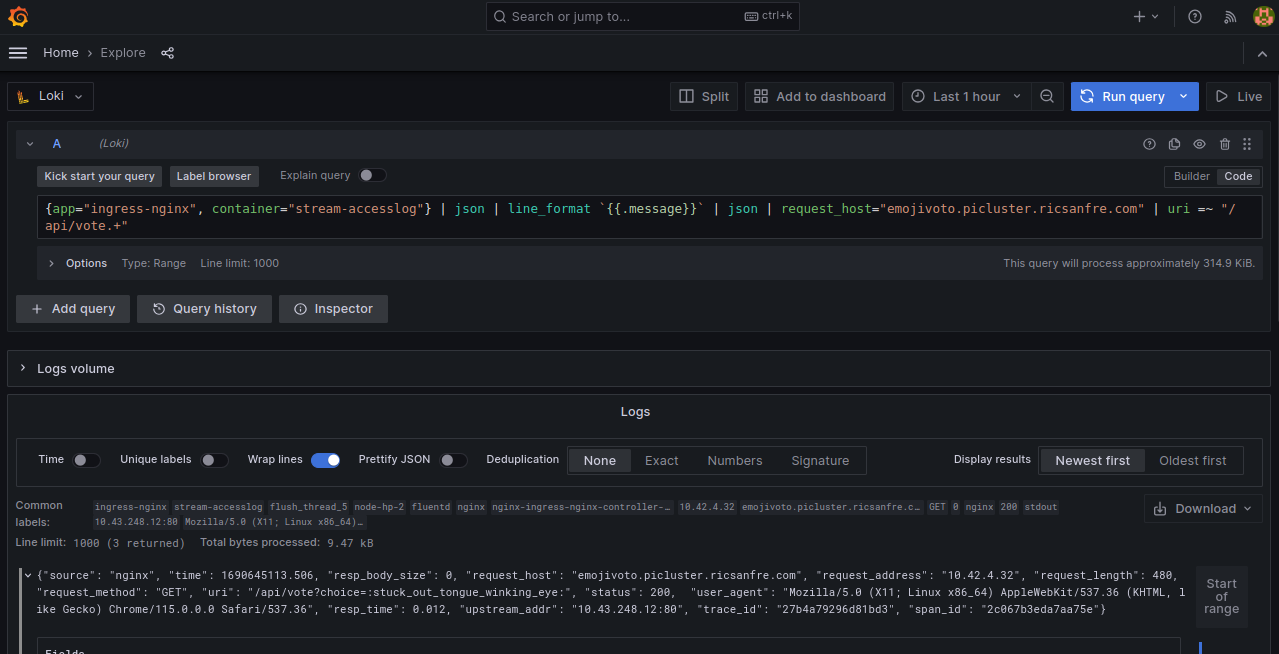 Search or jump to... ctrl+k
Home › Explore
Loki Split Add to dashboard Last 1 hour Run query Live
A (Loki)
Kick start your query Label browser Explain query Builder Code
{app="ingress-nginx", container="stream-accesslog"} | json | line_format `{{.message}}` | json | request_host="emojivoto.picluster.ricsanfre.com" | uri =~ "/
api/vote.+"
Options Type: Range Line limit: 1000 This query will process approximately 314.9 KiB.
+ Add query Query history Inspector
Logs volume
Logs
Time Unique labels Wrap lines Prettify JSON Deduplication None Exact Numbers Signature Display results Newest first Oldest first
Common labels: ingress-nginx stream-accesslog flush_thread_5 node-hp-2 fluentd nginx nginx-ingress-nginx-controller-… 10.42.4.32 emojivoto.picluster.ricsanfre.c… GET 0 nginx 200 stdout
10.43.248.12:80 Mozilla/5.0 (X11; Linux x86_64)…
Download
Line limit: 1000 (3 returned) Total bytes processed: 9.47 kB
{"source": "nginx", "time": 1690645113.506, "resp_body_size": 0, "request_host": "emojivoto.picluster.ricsanfre.com", "request_address": "10.42.4.32", "request_length": 480,
"request_method": "GET", "uri": "/api/vote?choice=:stuck_out_tongue_winking_eye:", "status": 200, "user_agent": "Mozilla/5.0 (X11; Linux x86_64) AppleWebKit/537.36 (KHTML, l
ike Gecko) Chrome/115.0.0.0 Safari/537.36", "resp_time": 0.012, "upstream_addr": "10.43.248.12:80", "trace_id": "27b4a79296d81bd3", "span_id": "2c067b3eda7aa75e"}
Start
of
range
Fields